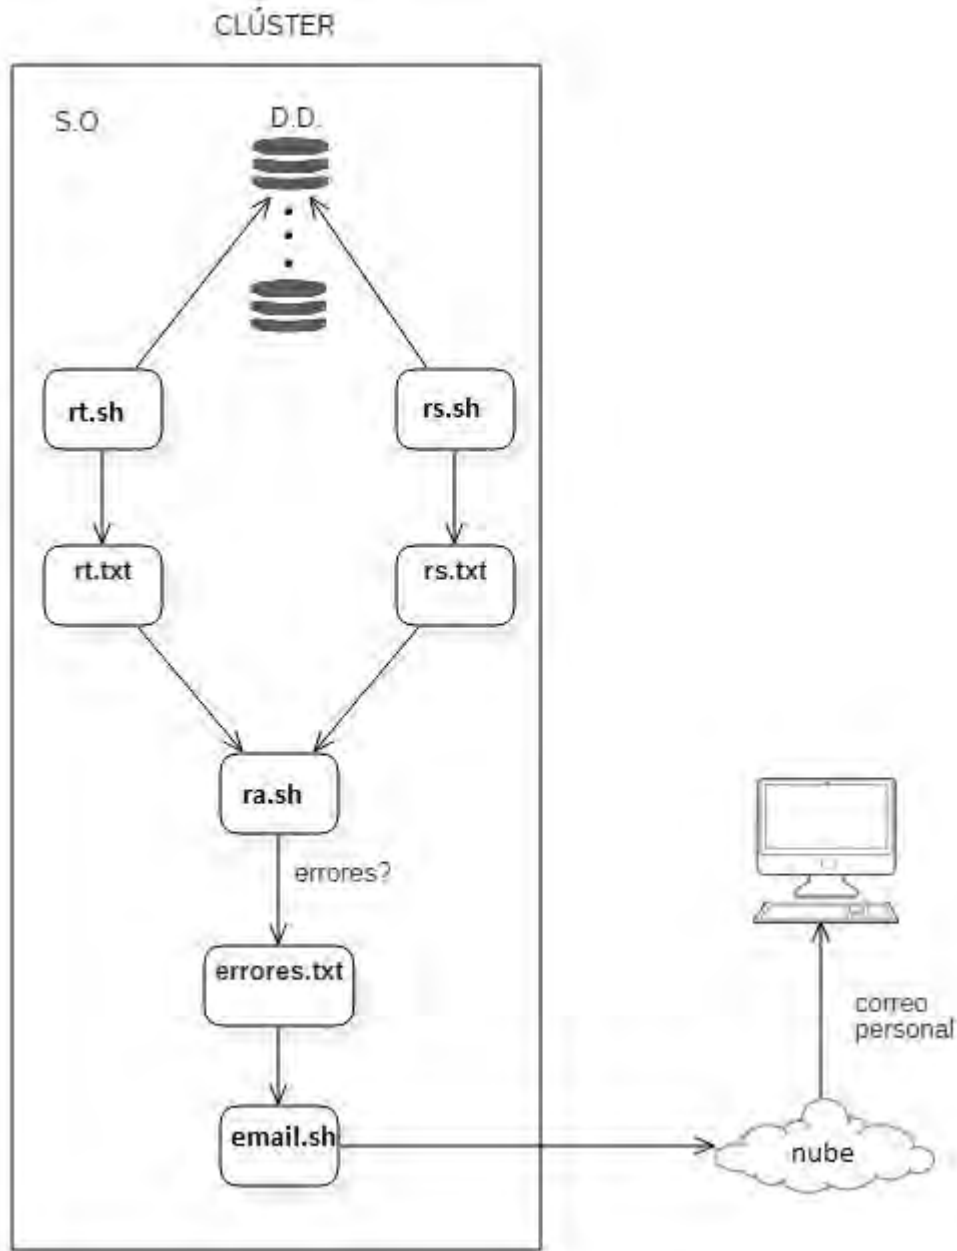 CLÚSTER
S.O
D.D.
rt.sh
rs.sh
rt.txt
rs.txt
ra.sh
errores?
errores.txt
correo
personal
email.sh
nube